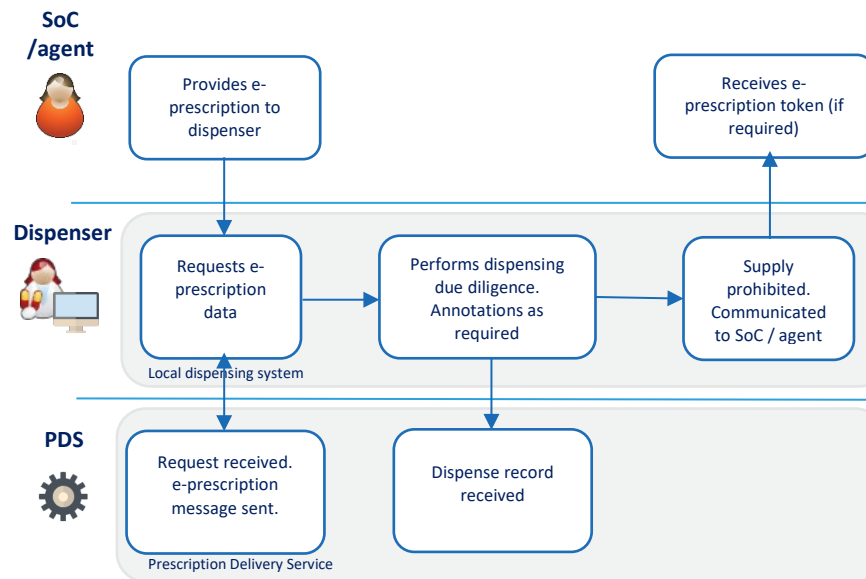 SoC
/agent
Provides e-
prescription to
dispenser
Receives e-
prescription token (if
required)
Dispenser
Requests e-
prescription
data
Performs dispensing
due diligence.
Annotations as
required
Supply
prohibited.
Communicated
to SoC / agent
Local dispensing system
PDS
Request received.
e-prescription
message sent.
Dispense record
received
Prescription Delivery Service